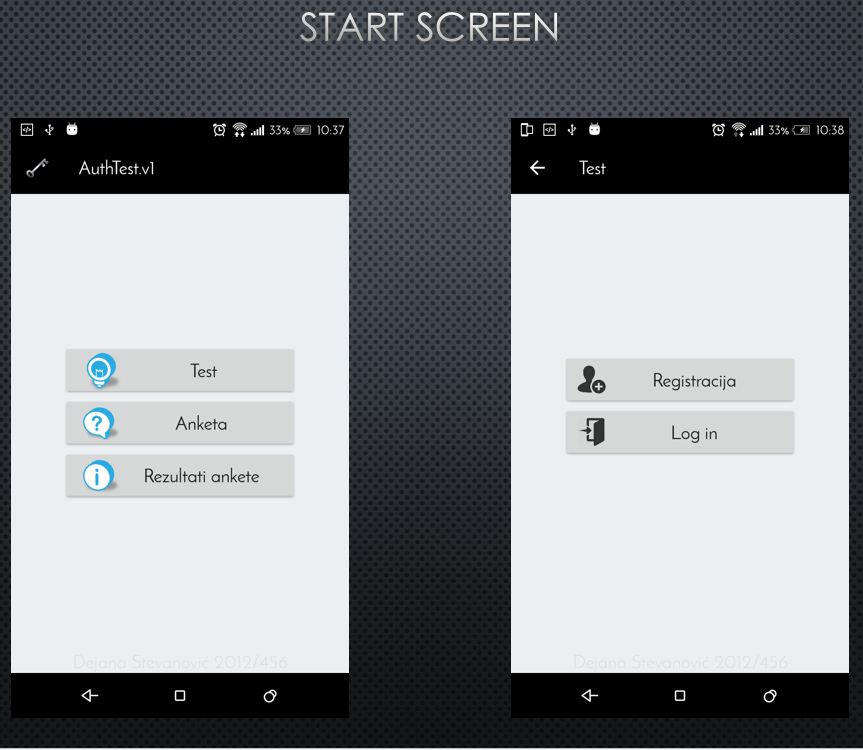 START SCREEN
33% 10:37
AuthTest.v1
Test
Anketa
Rezultati ankete
Dejana Stevanović 2012/456
33% 10:38
Test
Registracija
Log in
Dejana Stevanović 2012/456